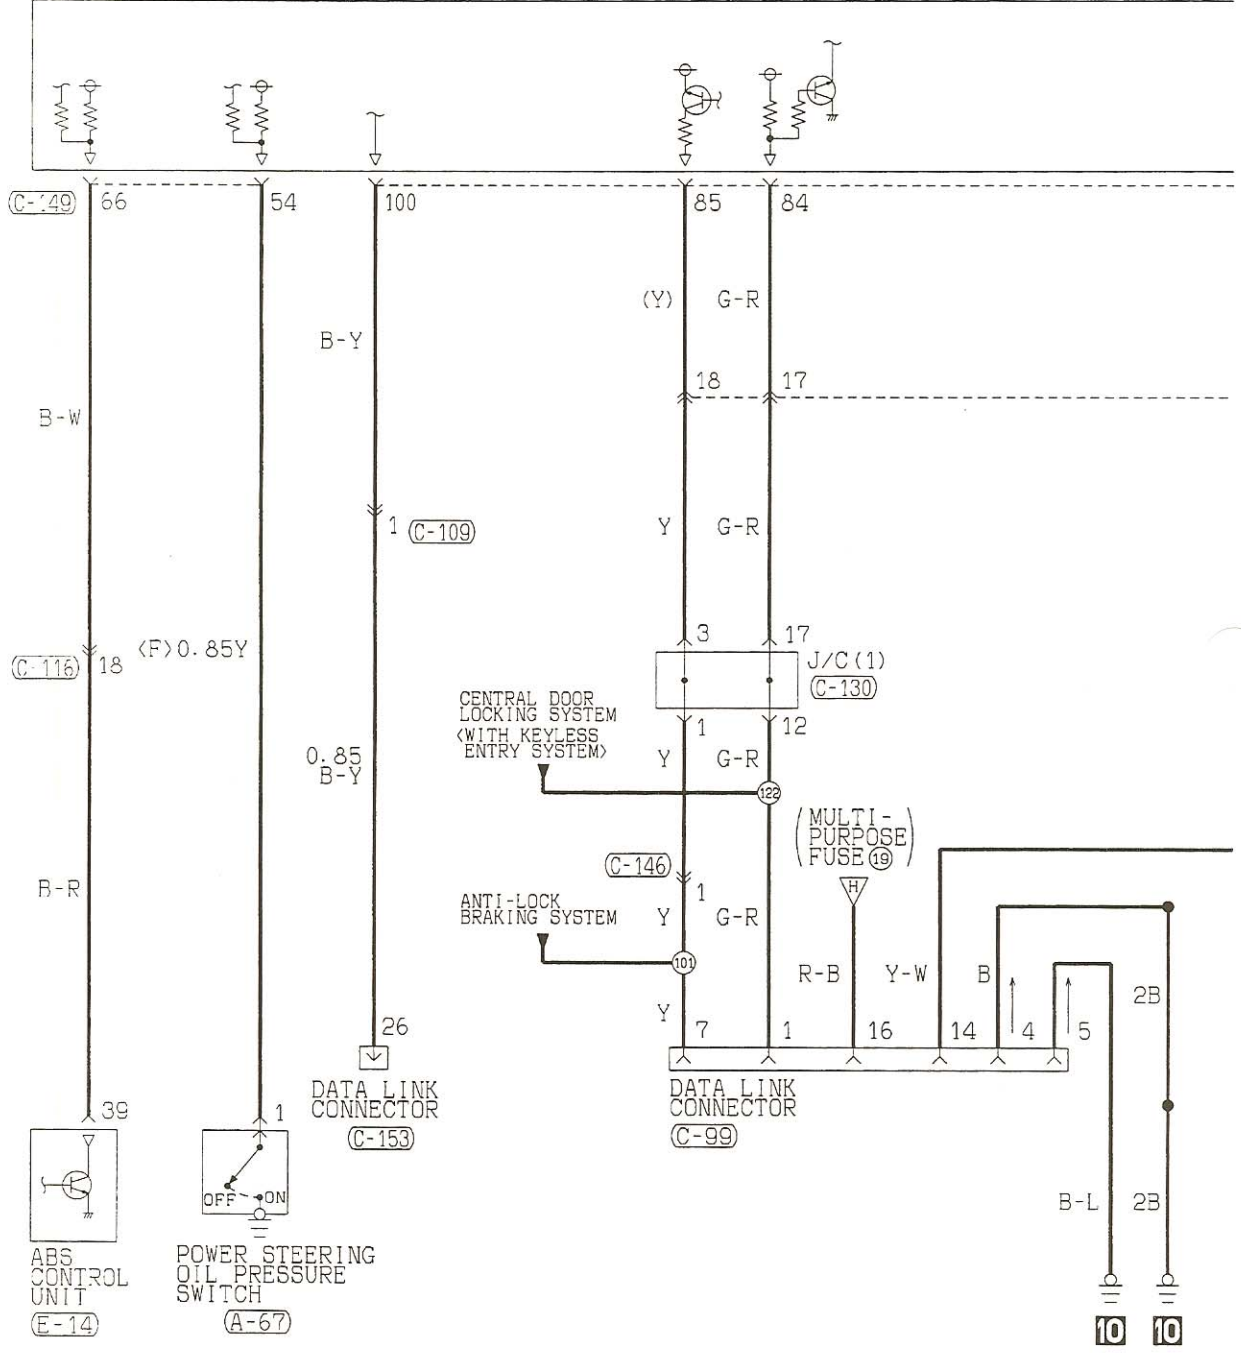 C-149 66 54 100 85 84
(Y) G-R
B-Y
18 17
B-W
Y G-R
1 C-109
3 17
<F>0.85Y
J/C(1)
C-116 18
C-130
CENTRAL DOOR
LOCKING SYSTEM
<WITH KEYLESS
ENTRY SYSTEM>
1 12
0.85
B-Y
Y G-R
122
(MULTI-
PURPOSE
FUSE 19)
C-146
H
1
B-R
ANTI-LOCK
BRAKING SYSTEM
Y G-R
101
R-B Y-W B
2B
Y
26
7 1 16 14 4 5
DATA LINK
CONNECTOR
C-153
DATA LINK
CONNECTOR
C-99
39 1
OFF ON
B-L 2B
ABS
CONTROL
UNIT
E-14
POWER STEERING
OIL PRESSURE
SWITCH
A-67
10 10